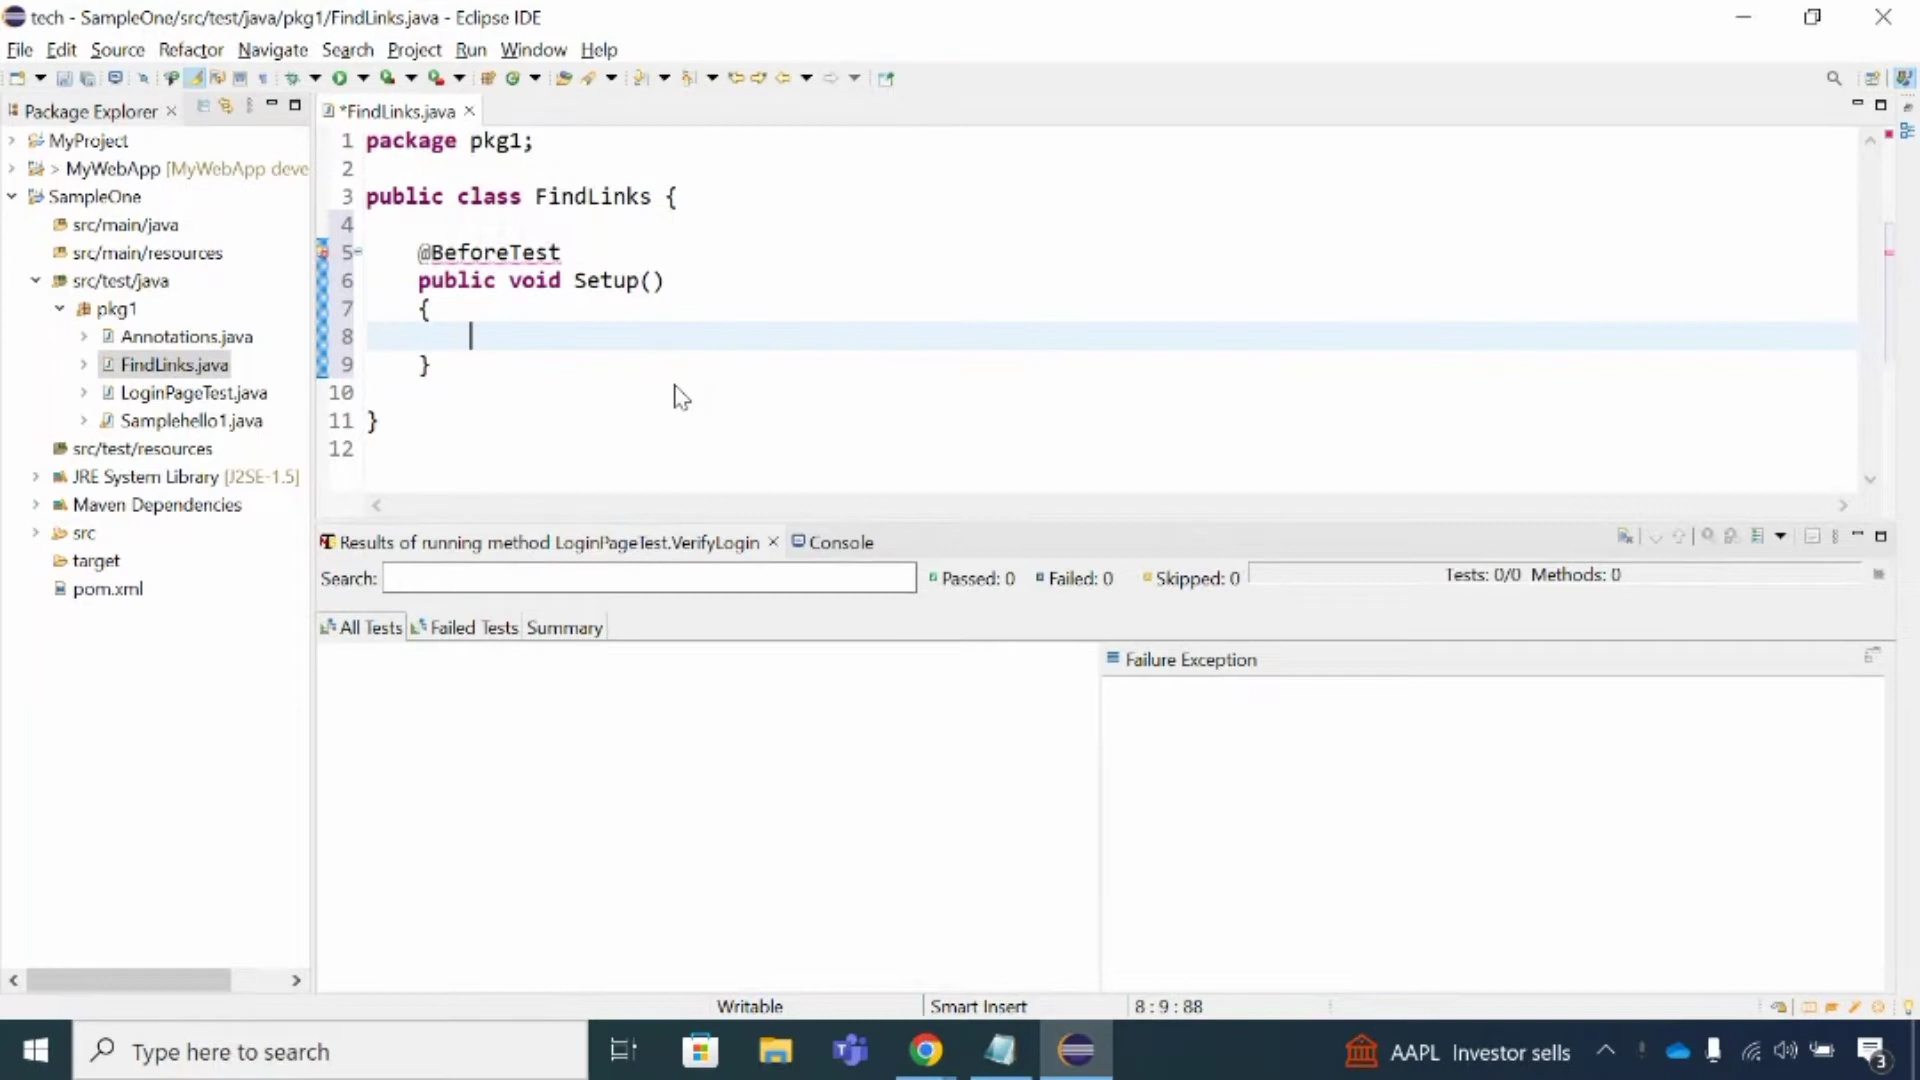 tech - SampleOne/src/test/java/pkg1/FindLinks.java - Eclipse IDE
File Edit Source Refactor Navigate Search Project Run Window Help
Package Explorer
MyProject
> MyWebApp [MyWebApp deve
SampleOne
src/main/java
src/main/resources
src/test/java
pkg1
Annotations.java
FindLinks.java
LoginPageTest.java
Samplehello1.java
src/test/resources
JRE System Library [J2SE-1.5]
Maven Dependencies
src
target
pom.xml
*FindLinks.java
1 package pkg1;
2
3 public class FindLinks {
4
5 @BeforeTest
6 public void Setup()
7 {
8
9 }
10
11 }
12
Results of running method LoginPageTest.VerifyLogin Console
Search: Passed: 0 Failed: 0 Skipped: 0 Tests: 0/0 Methods: 0
All Tests Failed Tests Summary
Failure Exception
Writable Smart Insert 8 : 9 : 88
Type here to search AAPL Investor sells 3